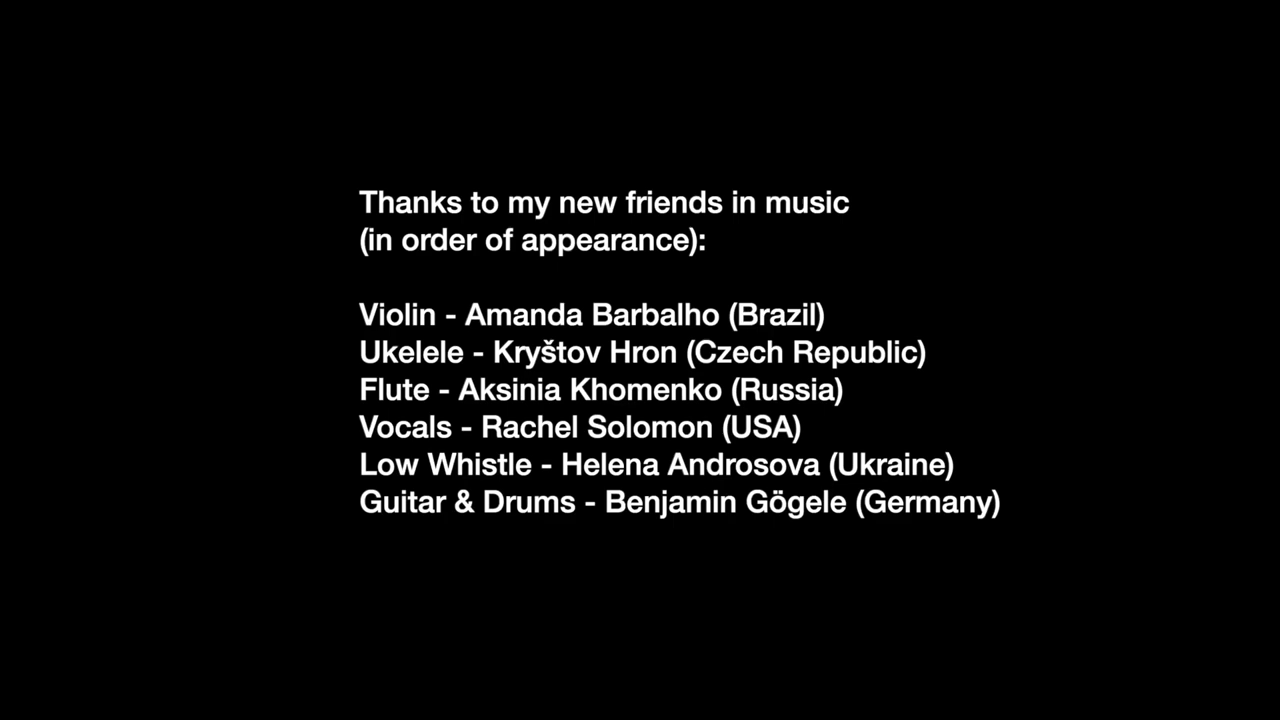 Thanks to my new friends in music
(in order of appearance):
Violin - Amanda Barbalho (Brazil)
Ukelele - Kryštov Hron (Czech Republic)
Flute - Aksinia Khomenko (Russia)
Vocals - Rachel Solomon (USA)
Low Whistle - Helena Androsova (Ukraine)
Guitar & Drums - Benjamin Gögele (Germany)